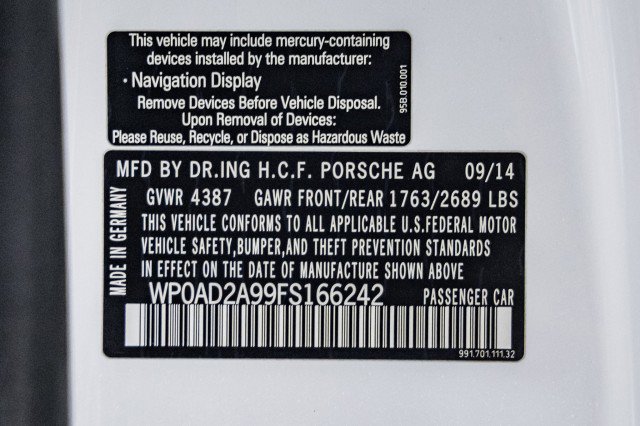 This vehicle may include mercury-containing
devices installed by the manufacturer:
· Navigation Display
Remove Devices Before Vehicle Disposal.
Upon Removal of Devices:
Please Reuse, Recycle, or Dispose as Hazardous Waste
95B.010.001
MFD BY DR.ING H.C.F. PORSCHE AG 09/14
GVWR 4387 GAWR FRONT/REAR 1763/2689 LBS
THIS VEHICLE CONFORMS TO ALL APPLICABLE U.S.FEDERAL MOTOR
VEHICLE SAFETY,BUMPER,AND THEFT PREVENTION STANDARDS
IN EFFECT ON THE DATE OF MANUFACTURE SHOWN ABOVE
WP0AD2A99FS166242 PASSENGER CAR
MADE IN GERMANY
991.701.111.32